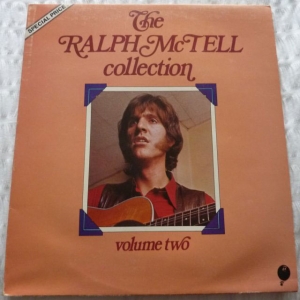 SPECIAL PRICE
The
RALPH McTELL
collection
volume two